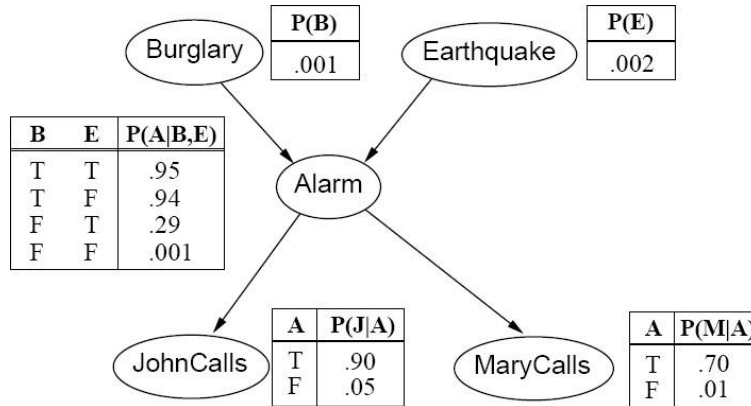 Burglary
P(B)
.001
Earthquake
P(E)
.002
B E P(A|B,E)
T T .95
T F .94
F T .29
F F .001
Alarm
JohnCalls
A P(J|A)
T .90
F .05
MaryCalls
A P(M|A)
T .70
F .01